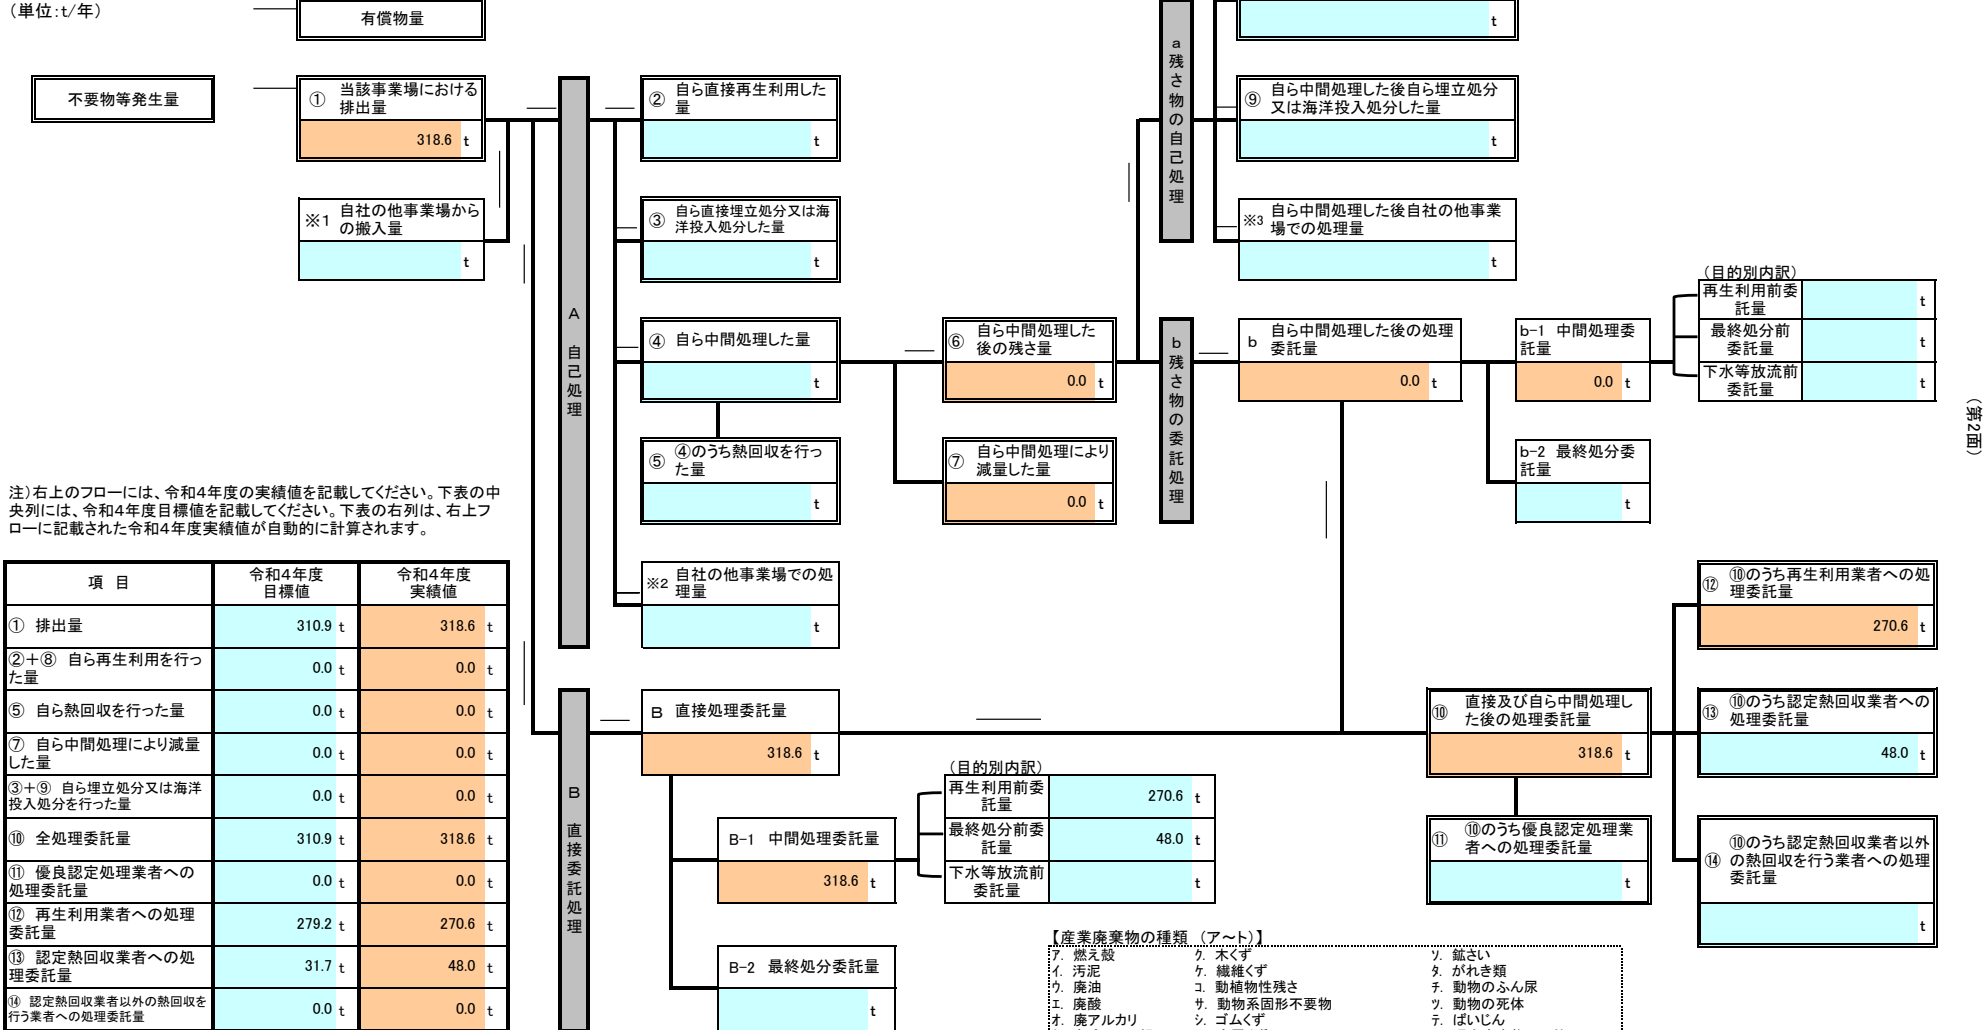 （単位：t/年）
有償物量
不要物等発生量
① 当該事業場における
排出量
318.6 t
※1 自社の他事業場から
の搬入量
t
A 自己処理
② 自ら直接再生利用した
量
t
③ 自ら直接埋立処分又は海
洋投入処分した量
t
④ 自ら中間処理した量
t
⑤ ④のうち熱回収を行っ
た量
t
※2 自社の他事業場での処
理量
t
⑥ 自ら中間処理した
後の残さ量
0.0 t
⑦ 自ら中間処理により
減量した量
0.0 t
a 残さ物の自己処理
t
⑨ 自ら中間処理した後自ら埋立処分
又は海洋投入処分した量
t
※3 自ら中間処理した後自社の他事業
場での処理量
t
b 残さ物の委託処理
b 自ら中間処理した後の処理
委託量
0.0 t
b-1 中間処理委
託量
0.0 t
b-2 最終処分委
託量
t
（目的別内訳）
再生利用前委
託量
t
最終処分前
委託量
t
下水等放流前
委託量
t
（第2面）
注）右上のフローには、令和4年度の実績値を記載してください。下表の中
央列には、令和4年度目標値を記載してください。下表の右列は、右上フ
ローに記載された令和4年度実績値が自動的に計算されます。
項 目 令和4年度
目標値 令和4年度
実績値
① 排出量 310.9 t 318.6 t
②＋⑧ 自ら再生利用を行っ
た量 0.0 t 0.0 t
⑤ 自ら熱回収を行った量 0.0 t 0.0 t
⑦ 自ら中間処理により減量
した量 0.0 t 0.0 t
③＋⑨ 自ら埋立処分又は海洋
投入処分を行った量 0.0 t 0.0 t
⑩ 全処理委託量 310.9 t 318.6 t
⑪ 優良認定処理業者への
処理委託量 0.0 t 0.0 t
⑫ 再生利用業者への処理
委託量 279.2 t 270.6 t
⑬ 認定熱回収業者への処
理委託量 31.7 t 48.0 t
⑭ 認定熱回収業者以外の熱回収を
行う業者への処理委託量 0.0 t 0.0 t
B 直接委託処理
B 直接処理委託量
318.6 t
B-1 中間処理委託量
318.6 t
B-2 最終処分委託量
t
（目的別内訳）
再生利用前委
託量
270.6 t
最終処分前委
託量
48.0 t
下水等放流前
委託量
t
⑩ 直接及び自ら中間処理し
た後の処理委託量
318.6 t
⑪ ⑩のうち優良認定処理業
者への処理委託量
t
⑫ ⑩のうち再生利用業者への処
理委託量
270.6 t
⑬ ⑩のうち認定熱回収業者への
処理委託量
48.0 t
⑭ ⑩のうち認定熱回収業者以外
の熱回収を行う業者への処理
委託量
t
【産業廃棄物の種類 （ア～ト）】
ア. 燃え殻 ク. 木くず ソ. 鉱さい
イ. 汚泥 ケ. 繊維くず タ. がれき類
ウ. 廃油 コ. 動植物性残さ チ. 動物のふん尿
エ. 廃酸 サ. 動物系固形不要物 ツ. 動物の死体
オ. 廃アルカリ シ. ゴムくず テ. ばいじん